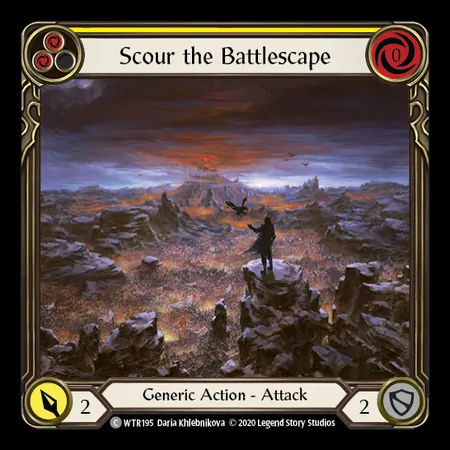 Scour the Battlescape
0
Generic Action - Attack
2
2
C WTR195 Daria Khlebnikova © 2020 Legend Story Studios